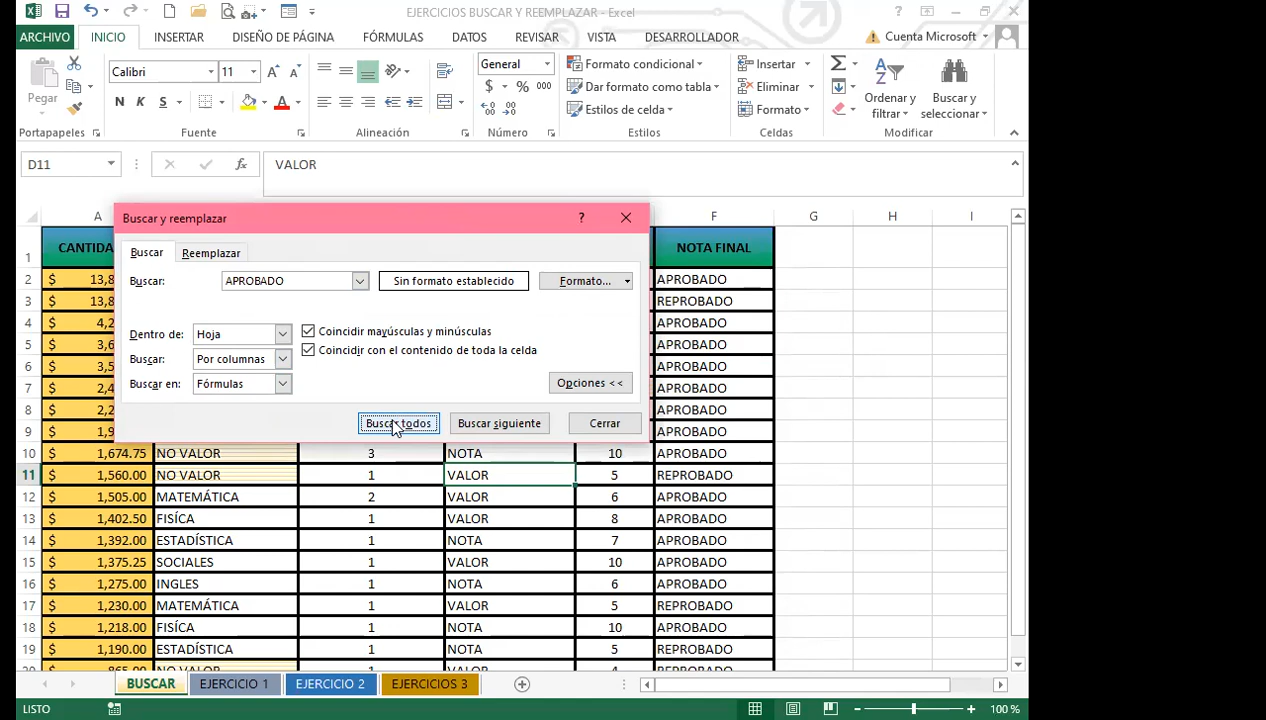 EJERCICIOS BUSCAR Y REEMPLAZAR - Excel
ARCHIVO INICIO INSERTAR DISEÑO DE PÁGINA FÓRMULAS DATOS REVISAR VISTA DESARROLLADOR Cuenta Microsoft
Pegar
Calibri 11
N K S
General
$ % 000
Formato condicional
Dar formato como tabla
Estilos de celda
Insertar
Eliminar
Formato
Ordenar y filtrar
Buscar y seleccionar
Portapapeles Fuente Alineación Número Estilos Celdas Modificar
D11 fx VALOR
Buscar y reemplazar ?
Buscar Reemplazar
Buscar: APROBADO Sin formato establecido Formato...
Dentro de: Hoja Coincidir mayúsculas y minúsculas
Buscar: Por columnas Coincidir con el contenido de toda la celda
Buscar en: Fórmulas Opciones <<
Buscar todos Buscar siguiente Cerrar
A F G H I
1 CANTIDA NOTA FINAL
2 $ 13,8 APROBADO
3 $ 13,8 REPROBADO
4 $ 4,2 APROBADO
5 $ 3,6 APROBADO
6 $ 3,5 APROBADO
7 $ 2,4 APROBADO
8 $ 2,2 APROBADO
9 $ 1,9 APROBADO
10 $ 1,674.75 NO VALOR 3 NOTA 10 APROBADO
11 $ 1,560.00 NO VALOR 1 VALOR 5 REPROBADO
12 $ 1,505.00 MATEMÁTICA 2 VALOR 6 APROBADO
13 $ 1,402.50 FISÍCA 1 VALOR 8 APROBADO
14 $ 1,392.00 ESTADÍSTICA 1 NOTA 7 APROBADO
15 $ 1,375.25 SOCIALES 1 VALOR 10 APROBADO
16 $ 1,275.00 INGLES 1 NOTA 6 APROBADO
17 $ 1,230.00 MATEMÁTICA 1 VALOR 5 REPROBADO
18 $ 1,218.00 FISÍCA 1 NOTA 10 APROBADO
19 $ 1,190.00 ESTADÍSTICA 1 NOTA 5 REPROBADO
20 $ 865.00 NO VALOR 1 VALOR 4 REPROBADO
BUSCAR EJERCICIO 1 EJERCICIO 2 EJERCICIOS 3
LISTO 100 %